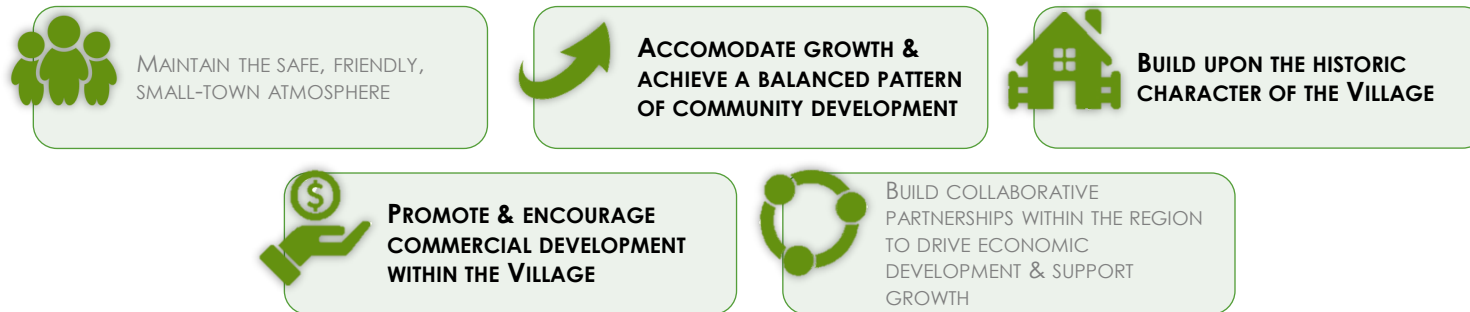 MAINTAIN THE SAFE, FRIENDLY,
SMALL-TOWN ATMOSPHERE
ACCOMODATE GROWTH &
ACHIEVE A BALANCED PATTERN
OF COMMUNITY DEVELOPMENT
BUILD UPON THE HISTORIC
CHARACTER OF THE VILLAGE
$
PROMOTE & ENCOURAGE
COMMERCIAL DEVELOPMENT
WITHIN THE VILLAGE
BUILD COLLABORATIVE
PARTNERSHIPS WITHIN THE REGION
TO DRIVE ECONOMIC
DEVELOPMENT & SUPPORT
GROWTH